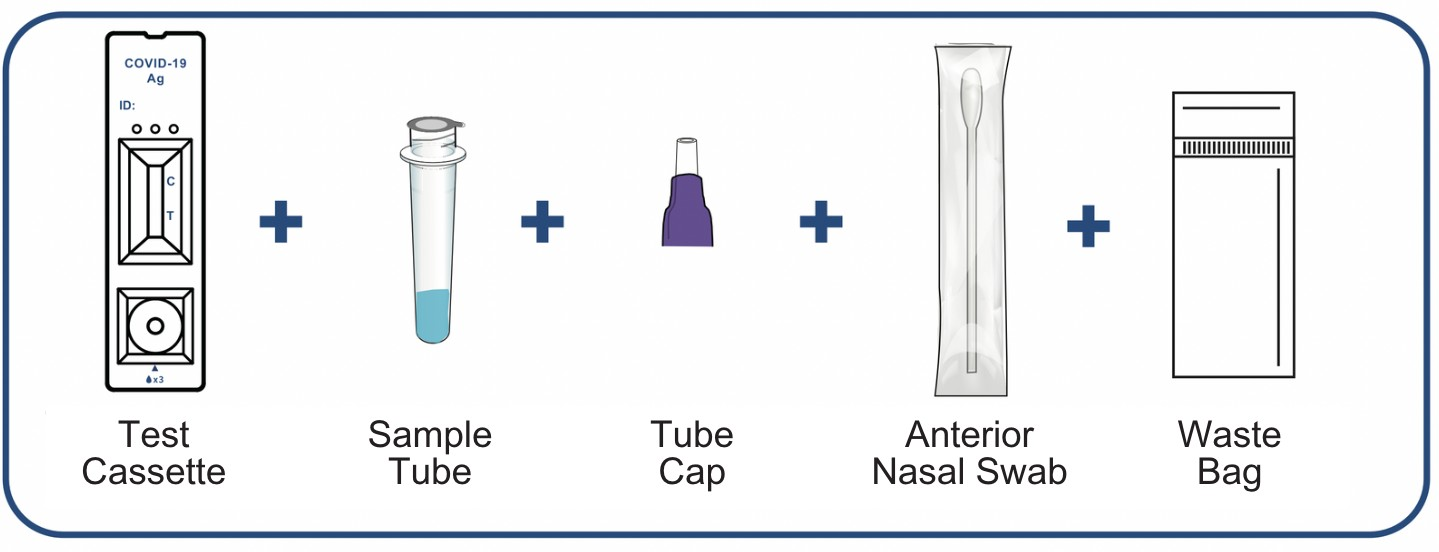 COVID-19
Ag
ID:
C
T
x3
Test
Cassette
Sample
Tube
Tube
Cap
Anterior
Nasal Swab
Waste
Bag